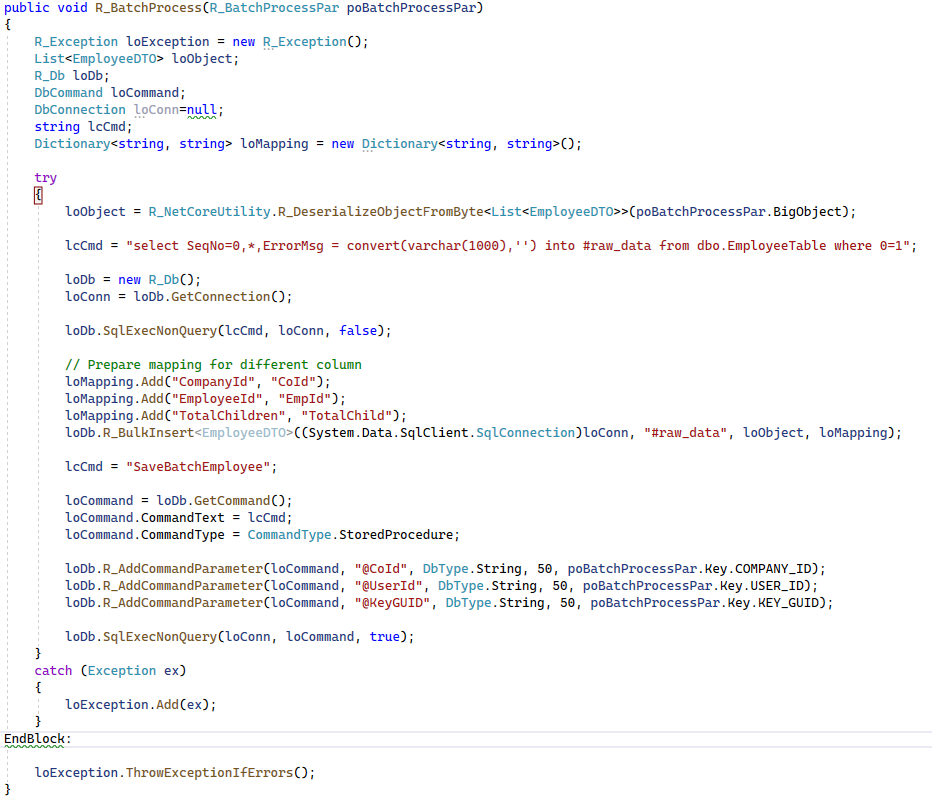 public void R_BatchProcess(R_BatchProcessPar poBatchProcessPar)
{
    R_Exception loException = new R_Exception();
    List<EmployeeDTO> loObject;
    R_Db loDb;
    DbCommand loCommand;
    DbConnection loConn=null;
    string lcCmd;
    Dictionary<string, string> loMapping = new Dictionary<string, string>();

    try
    {
        loObject = R_NetCoreUtility.R_DeserializeObjectFromByte<List<EmployeeDTO>>(poBatchProcessPar.BigObject);

        lcCmd = "select SeqNo=0,*,ErrorMsg = convert(varchar(1000),'') into #raw_data from dbo.EmployeeTable where 0=1";

        loDb = new R_Db();
        loConn = loDb.GetConnection();

        loDb.SqlExecNonQuery(lcCmd, loConn, false);

        // Prepare mapping for different column
        loMapping.Add("CompanyId", "CoId");
        loMapping.Add("EmployeeId", "EmpId");
        loMapping.Add("TotalChildren", "TotalChild");
        loDb.R_BulkInsert<EmployeeDTO>((System.Data.SqlClient.SqlConnection)loConn, "#raw_data", loObject, loMapping);

        lcCmd = "SaveBatchEmployee";

        loCommand = loDb.GetCommand();
        loCommand.CommandText = lcCmd;
        loCommand.CommandType = CommandType.StoredProcedure;

        loDb.R_AddCommandParameter(loCommand, "@CoId", DbType.String, 50, poBatchProcessPar.Key.COMPANY_ID);
        loDb.R_AddCommandParameter(loCommand, "@UserId", DbType.String, 50, poBatchProcessPar.Key.USER_ID);
        loDb.R_AddCommandParameter(loCommand, "@KeyGUID", DbType.String, 50, poBatchProcessPar.Key.KEY_GUID);

        loDb.SqlExecNonQuery(loConn, loCommand, true);
    }
    catch (Exception ex)
    {
        loException.Add(ex);
    }
EndBlock:

    loException.ThrowExceptionIfErrors();
}